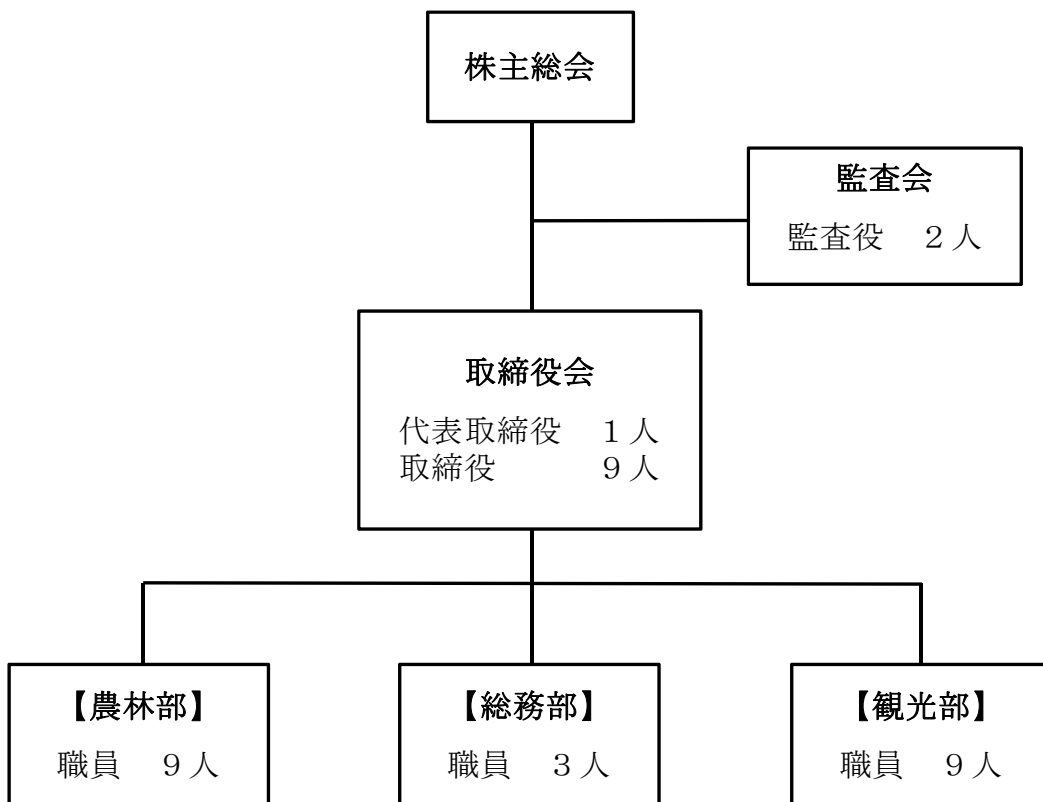 株主総会
監査会
監査役　２人
取締役会
代表取締役　１人
取締役　　　９人
【農林部】
職員　９人
【総務部】
職員　３人
【観光部】
職員　９人